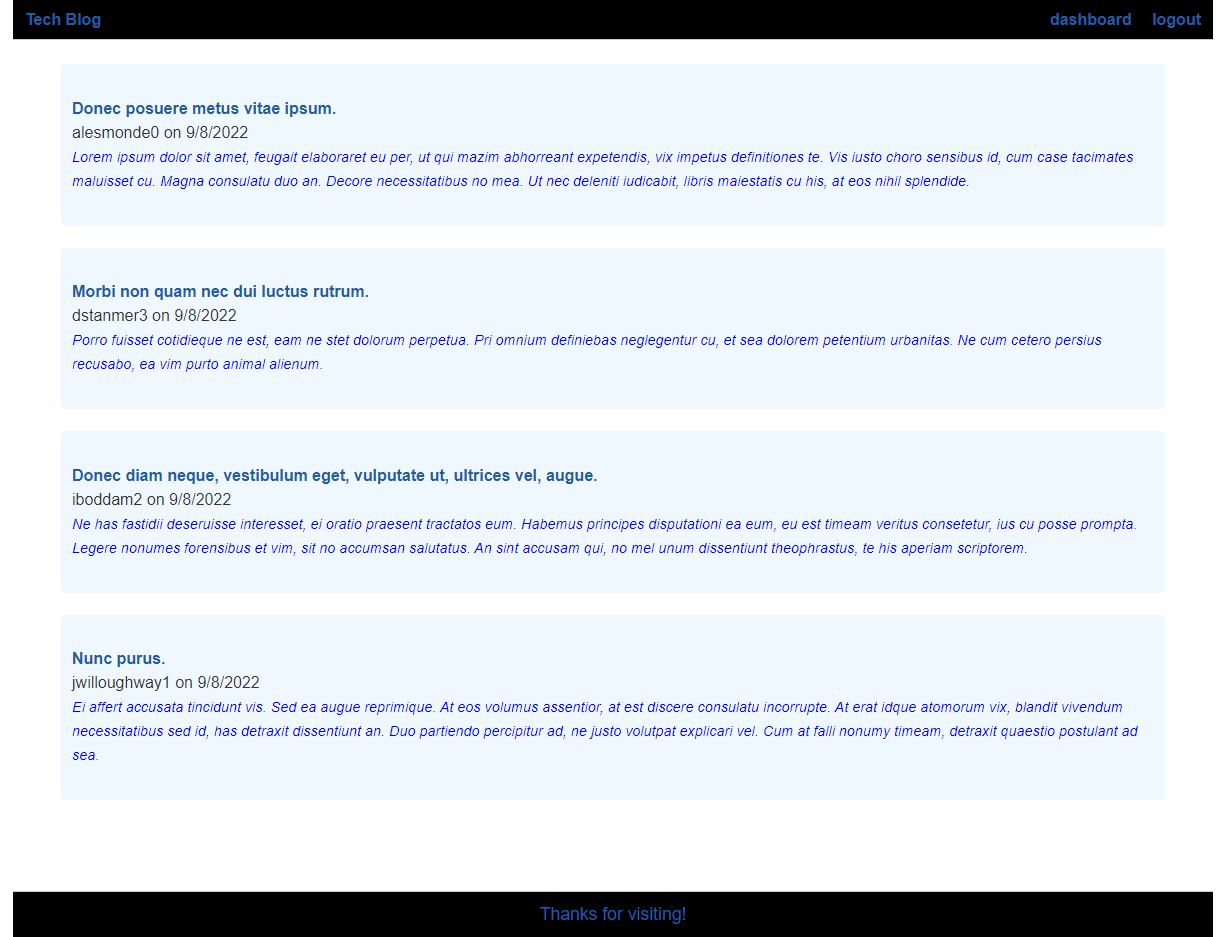 Tech Blog dashboard logout
Donec posuere metus vitae ipsum.
alesmonde0 on 9/8/2022
Lorem ipsum dolor sit amet, feugait elaboraret eu per, ut qui mazim abhorreant expetendis, vix impetus definitiones te. Vis iusto choro sensibus id, cum case tacimates
maluisset cu. Magna consulatu duo an. Decore necessitatibus no mea. Ut nec deleniti iudicabit, libris maiestatis cu his, at eos nihil splendide.
Morbi non quam nec dui luctus rutrum.
dstanmer3 on 9/8/2022
Porro fuisset cotidieque ne est, eam ne stet dolorum perpetua. Pri omnium definiebas neglegentur cu, et sea dolorem petentium urbanitas. Ne cum cetero persius
recusabo, ea vim purto animal alienum.
Donec diam neque, vestibulum eget, vulputate ut, ultrices vel, augue.
iboddam2 on 9/8/2022
Ne has fastidii deseruisse interesset, ei oratio praesent tractatos eum. Habemus principes disputationi ea eum, eu est timeam veritus consetetur, ius cu posse prompta.
Legere nonumes forensibus et vim, sit no accumsan salutatus. An sint accusam qui, no mel unum dissentiunt theophrastus, te his aperiam scriptorem.
Nunc purus.
jwilloughway1 on 9/8/2022
Ei affert accusata tincidunt vis. Sed ea augue reprimique. At eos volumus assentior, at est discere consulatu incorrupte. At erat idque atomorum vix, blandit vivendum
necessitatibus sed id, has detraxit dissentiunt an. Duo partiendo percipitur ad, ne justo volutpat explicari vel. Cum at falli nonumy timeam, detraxit quaestio postulant ad
sea.
Thanks for visiting!